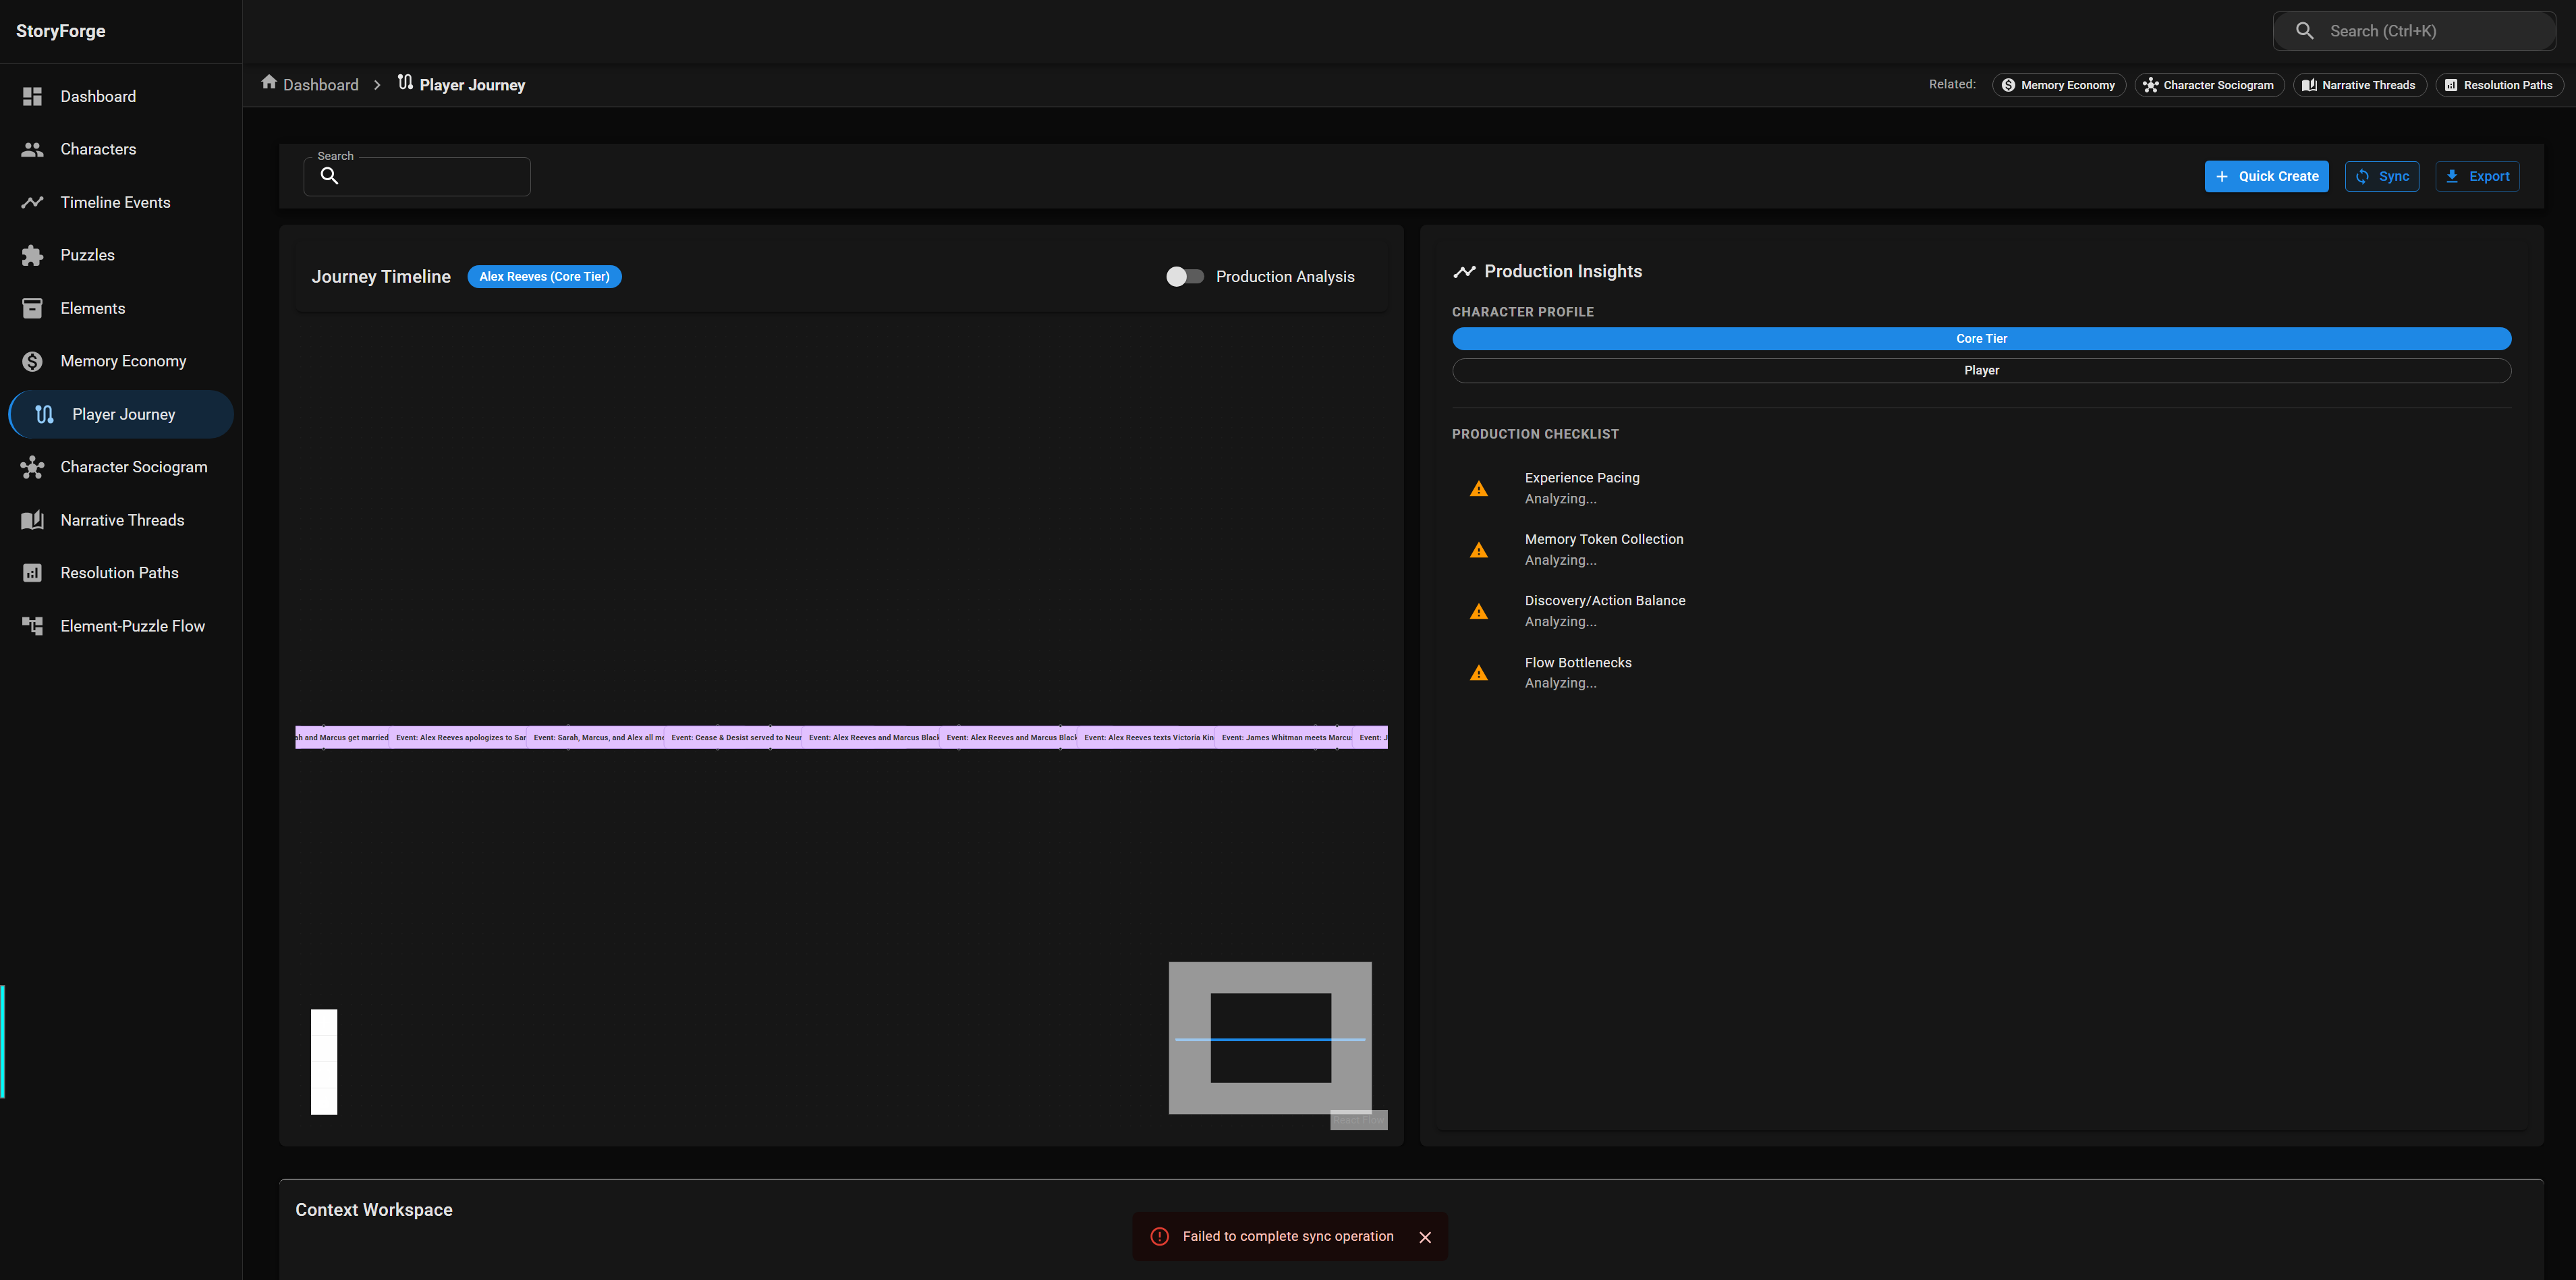 StoryForge
Search (Ctrl+K)
Dashboard
Characters
Timeline Events
Puzzles
Elements
Memory Economy
Player Journey
Character Sociogram
Narrative Threads
Resolution Paths
Element-Puzzle Flow
Dashboard > Player Journey
Related: Memory Economy Character Sociogram Narrative Threads Resolution Paths
Search
Quick Create Sync Export
Journey Timeline Alex Reeves (Core Tier) Production Analysis
ah and Marcus get married Event: Alex Reeves apologizes to Sar Event: Sarah, Marcus, and Alex all me Event: Cease & Desist served to Neur Event: Alex Reeves and Marcus Black Event: Alex Reeves and Marcus Black Event: Alex Reeves texts Victoria Kin Event: James Whitman meets Marcu Event: J
Production Insights
CHARACTER PROFILE
Core Tier
Player
PRODUCTION CHECKLIST
Experience Pacing
Analyzing...
Memory Token Collection
Analyzing...
Discovery/Action Balance
Analyzing...
Flow Bottlenecks
Analyzing...
Context Workspace
Failed to complete sync operation